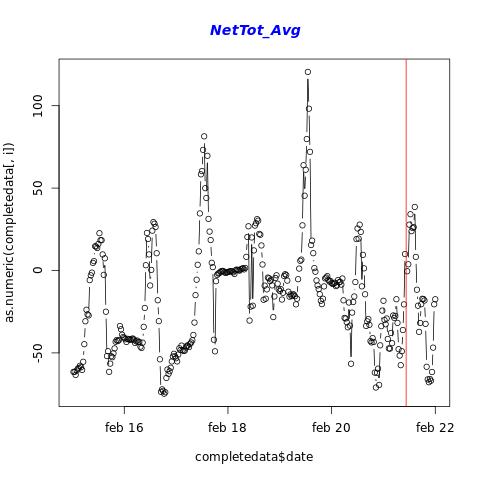 NetTot_Avg
as.numeric(completedata[, i])
100
50
0
-50
feb 16
feb 18
feb 20
feb 22
completedata$date